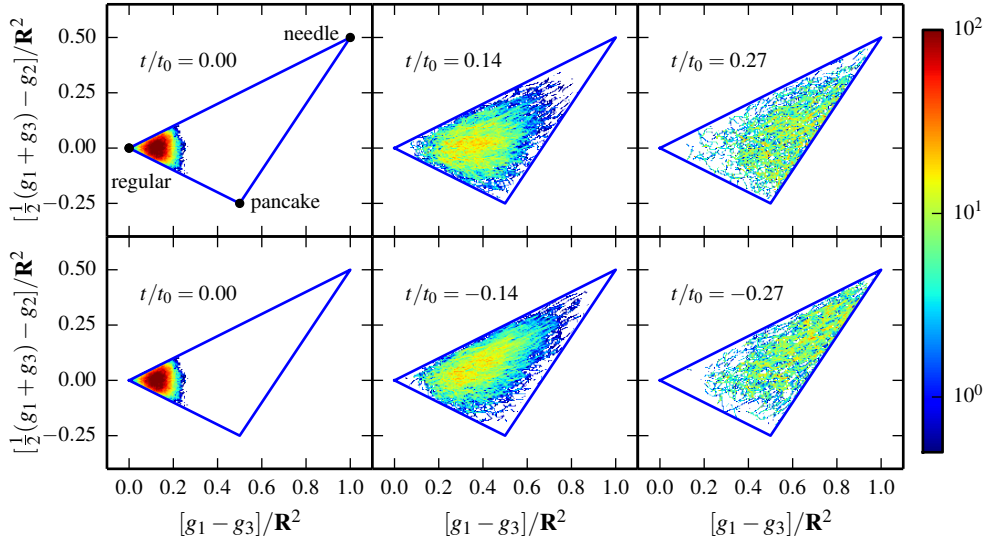 0.50
0.25
0.00
−0.25
[½(g₁ + g₃) − g₂]/R²
t/t₀ = 0.00
needle
regular
pancake
t/t₀ = 0.14
t/t₀ = 0.27
10²
10¹
10⁰
0.50
0.25
0.00
−0.25
[½(g₁ + g₃) − g₂]/R²
t/t₀ = 0.00
t/t₀ = −0.14
t/t₀ = −0.27
0.0 0.2 0.4 0.6 0.8 1.0
0.0 0.2 0.4 0.6 0.8 1.0
0.0 0.2 0.4 0.6 0.8 1.0
[g₁ − g₃]/R²
[g₁ − g₃]/R²
[g₁ − g₃]/R²